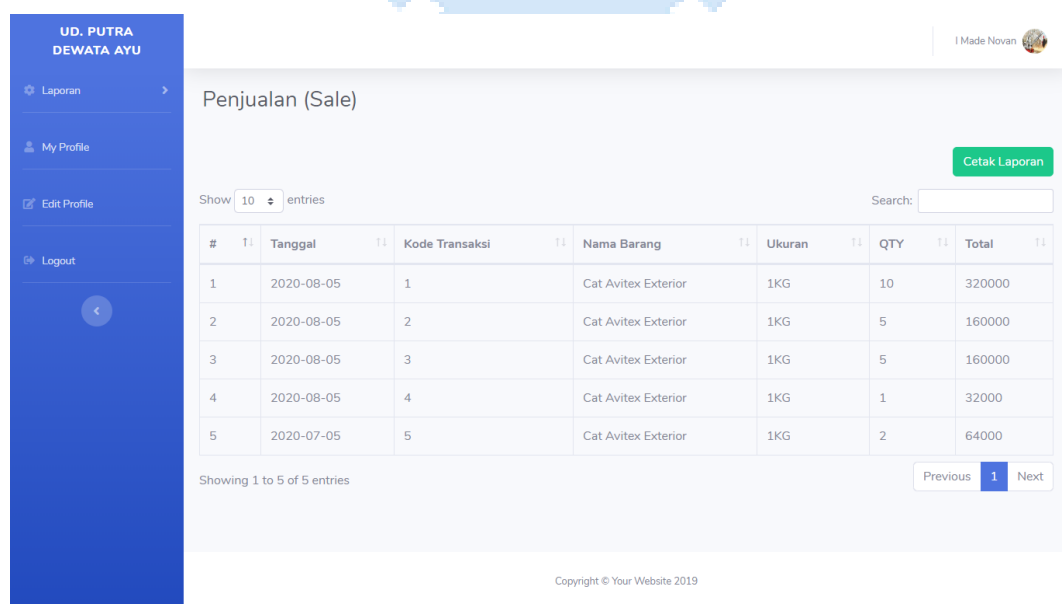 UD. PUTRA
DEWATA AYU
I Made Novan
Laporan
My Profile
Edit Profile
Logout
Penjualan (Sale)
Cetak Laporan
Show 10 entries
Search:
# Tanggal Kode Transaksi Nama Barang Ukuran QTY Total
1 2020-08-05 1 Cat Avitex Exterior 1KG 10 320000
2 2020-08-05 2 Cat Avitex Exterior 1KG 5 160000
3 2020-08-05 3 Cat Avitex Exterior 1KG 5 160000
4 2020-08-05 4 Cat Avitex Exterior 1KG 1 32000
5 2020-07-05 5 Cat Avitex Exterior 1KG 2 64000
Showing 1 to 5 of 5 entries
Previous 1 Next
Copyright © Your Website 2019